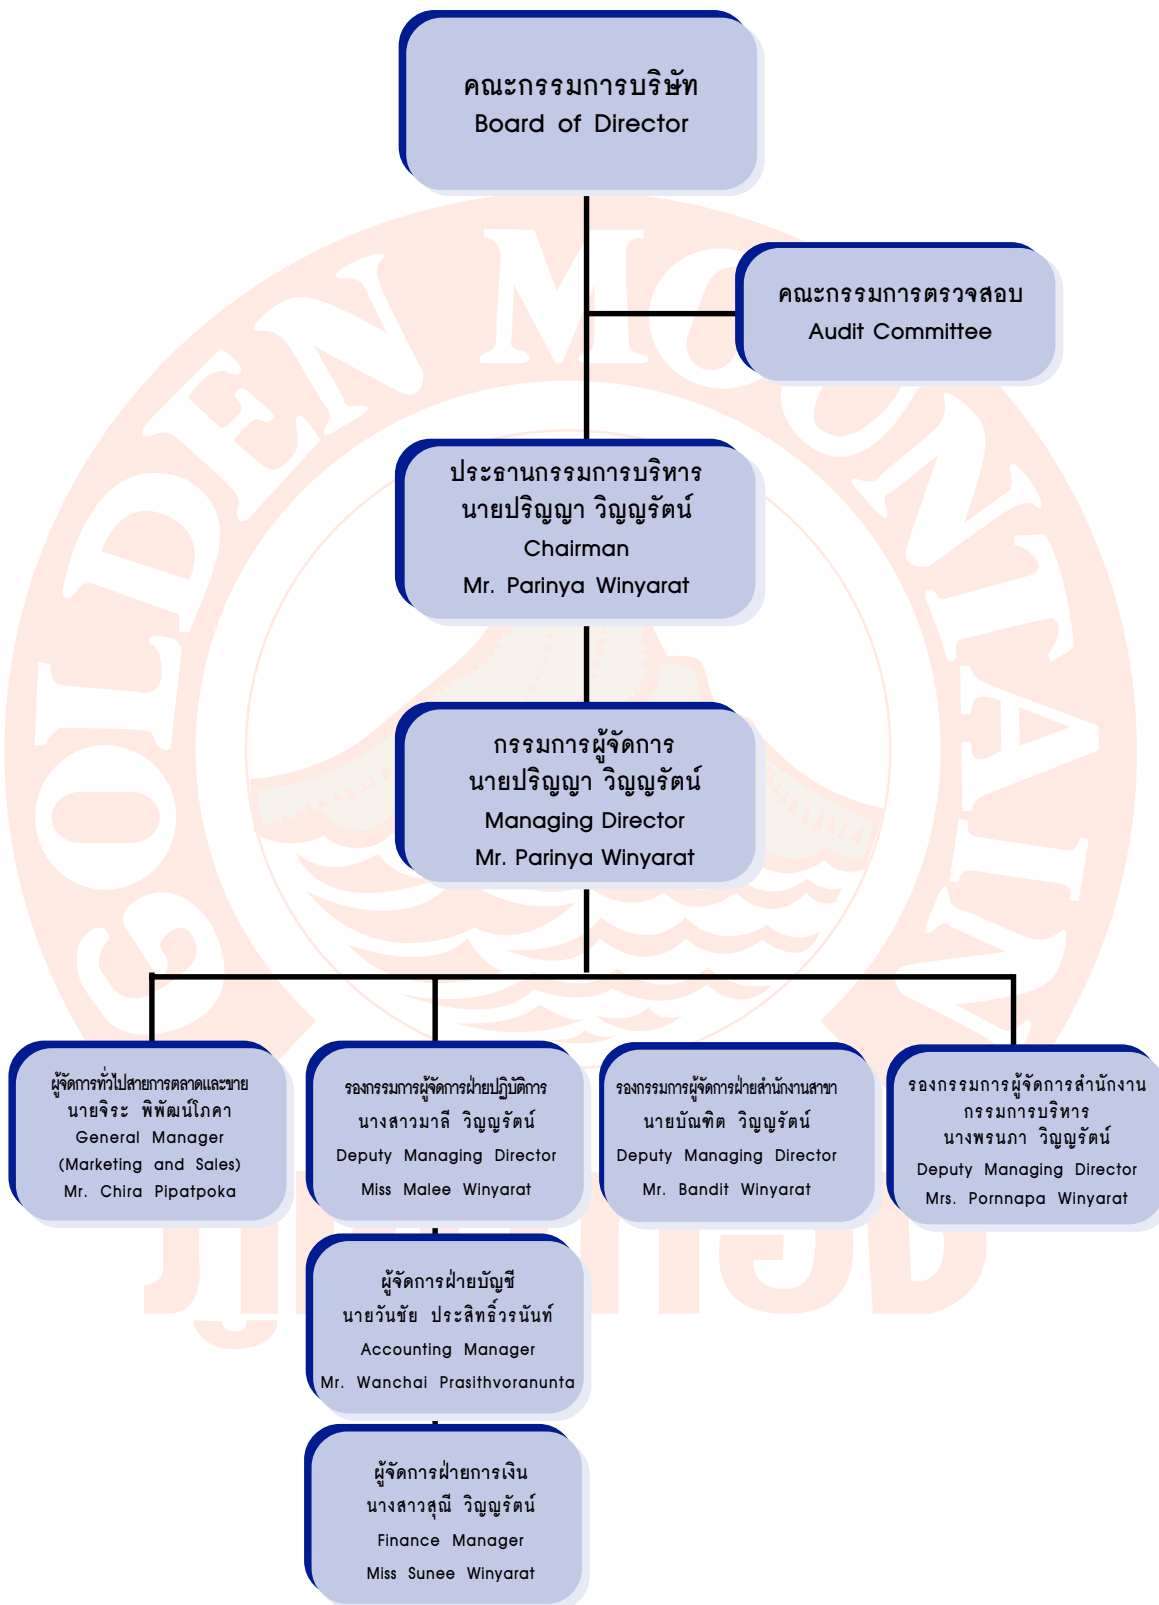 คณะกรรมการบริษัท
Board of Director
คณะกรรมการตรวจสอบ
Audit Committee
ประธานกรรมการบริหาร
นายปริญญา วิญญรัตน์
Chairman
Mr. Parinya Winyarat
กรรมการผู้จัดการ
นายปริญญา วิญญรัตน์
Managing Director
Mr. Parinya Winyarat
ผู้จัดการทั่วไปสายการตลาดและขาย
นายจิระ พิพัฒน์โภคา
General Manager
(Marketing and Sales)
Mr. Chira Pipatpoka
รองกรรมการผู้จัดการฝ่ายปฏิบัติการ
นางสาวมาลี วิญญรัตน์
Deputy Managing Director
Miss Malee Winyarat
รองกรรมการผู้จัดการฝ่ายสำนักงานสาขา
นายบัณฑิต วิญญรัตน์
Deputy Managing Director
Mr. Bandit Winyarat
รองกรรมการผู้จัดการสำนักงาน
กรรมการบริหาร
นางพรนภา วิญญรัตน์
Deputy Managing Director
Mrs. Pornnapa Winyarat
ผู้จัดการฝ่ายบัญชี
นายวันชัย ประสิทธิ์วรนันท์
Accounting Manager
Mr. Wanchai Prasithvoranunta
ผู้จัดการฝ่ายการเงิน
นางสาวสุณี วิญญรัตน์
Finance Manager
Miss Sunee Winyarat
GOLDEN MOUNTAIN